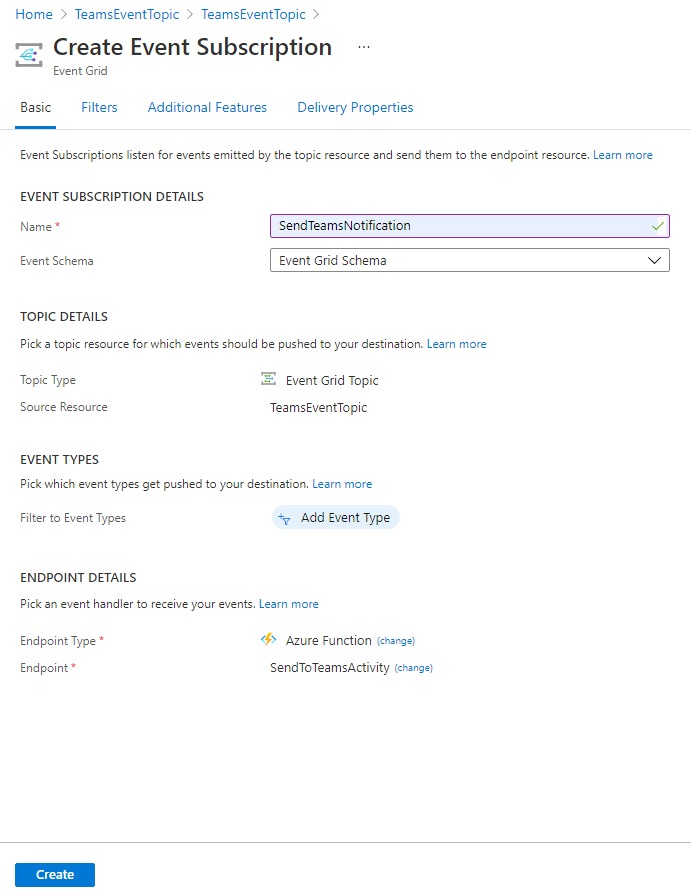 Home > TeamsEventTopic > TeamsEventTopic >
Create Event Subscription ...
Event Grid
Basic Filters Additional Features Delivery Properties
Event Subscriptions listen for events emitted by the topic resource and send them to the endpoint resource. Learn more
EVENT SUBSCRIPTION DETAILS
Name * SendTeamsNotification
Event Schema Event Grid Schema
TOPIC DETAILS
Pick a topic resource for which events should be pushed to your destination. Learn more
Topic Type Event Grid Topic
Source Resource TeamsEventTopic
EVENT TYPES
Pick which event types get pushed to your destination. Learn more
Filter to Event Types Add Event Type
ENDPOINT DETAILS
Pick an event handler to receive your events. Learn more
Endpoint Type * Azure Function (change)
Endpoint * SendToTeamsActivity (change)
Create